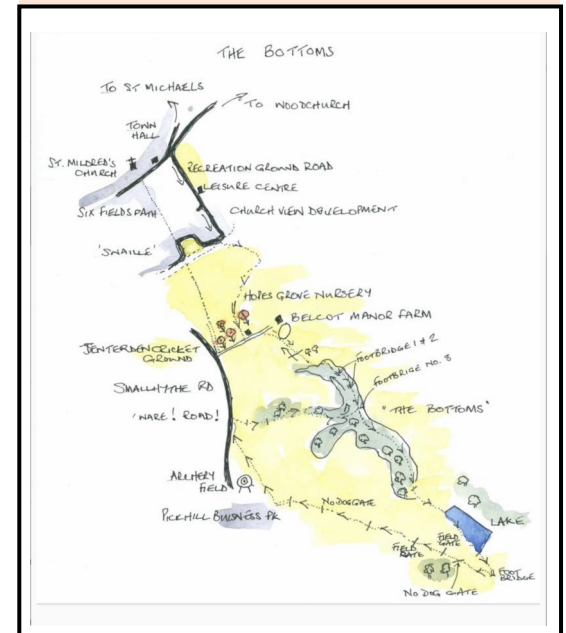 THE BOTTOMS
TO ST MICHAELS
TO WOODCHURCH
TOWN
HALL
ST. MILDRED'S
CHURCH
RECREATION GROUND ROAD
LEISURE CENTRE
SIX FIELDS PATH
CHURCH VIEW DEVELOPMENT
'SWAILLE'
HOPES GROVE NURSERY
BELCOT MANOR FARM
TENTERDEN CRICKET
GROUND
FOOTBRIDGE 1 & 2
FOOTBRIGE NO. 3
SMALLHYTHE RD
"THE BOTTOMS"
'WARE! ROAD!
ARCHERY
FIELD
NO DOG GATE
PICKHILL BUISNESS PK
LAKE
FIELD
GATE
FIELD
GATE
FOOT
BRIDGE
NO DOG GATE